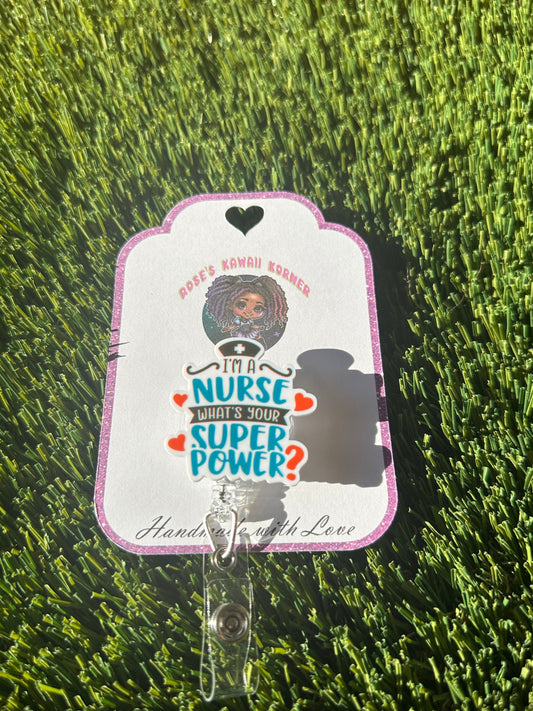 ROSE'S KAWAII KORNER
I'M A
NURSE
WHAT'S YOUR
SUPER
POWER?
Handmade with Love